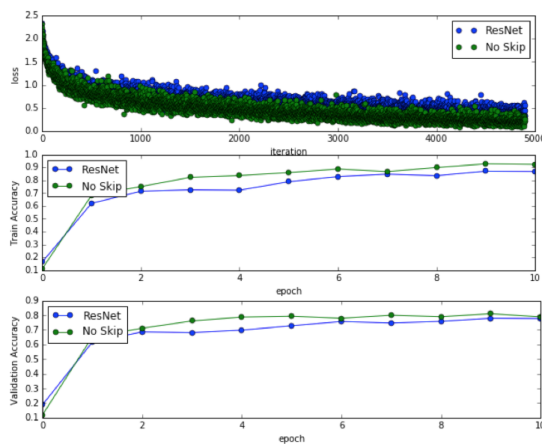 2.5
2.0
1.5
1.0
0.5
0.0
loss
ResNet
No Skip
0 1000 2000 3000 4000 5000
iteration
1.0
0.9
0.8
0.7
0.6
0.5
0.4
0.3
0.2
0.1
Train Accuracy
ResNet
No Skip
0 2 4 6 8 10
epoch
0.9
0.8
0.7
0.6
0.5
0.4
0.3
0.2
0.1
Validation Accuracy
ResNet
No Skip
0 2 4 6 8 10
epoch